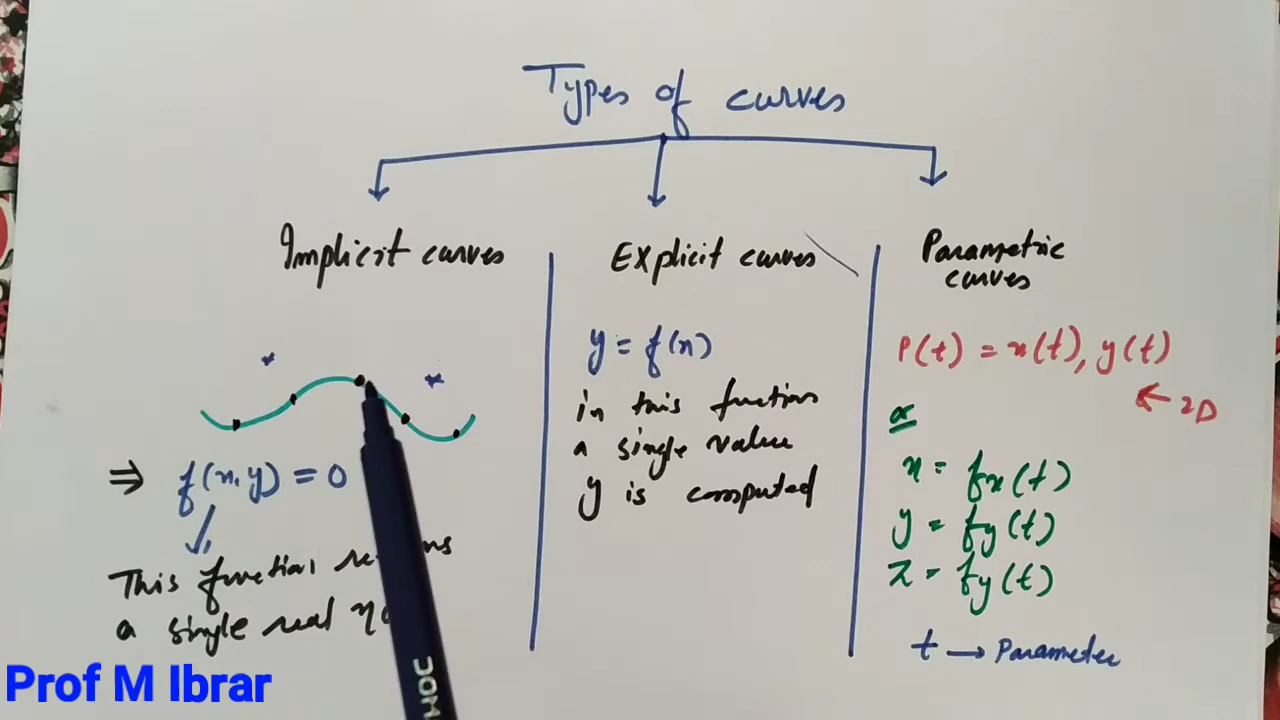 Types of curves
Implicit curves
f(x,y) = 0
This function
a single real
Explicit curves
y = f(x)
in this function
a single value
y is computed
Parametric
curves
P(t) = x(t), y(t)
2D
or
x = fx(t)
y = fy(t)
z = fy(t)
t → Parameter
Prof M Ibrar